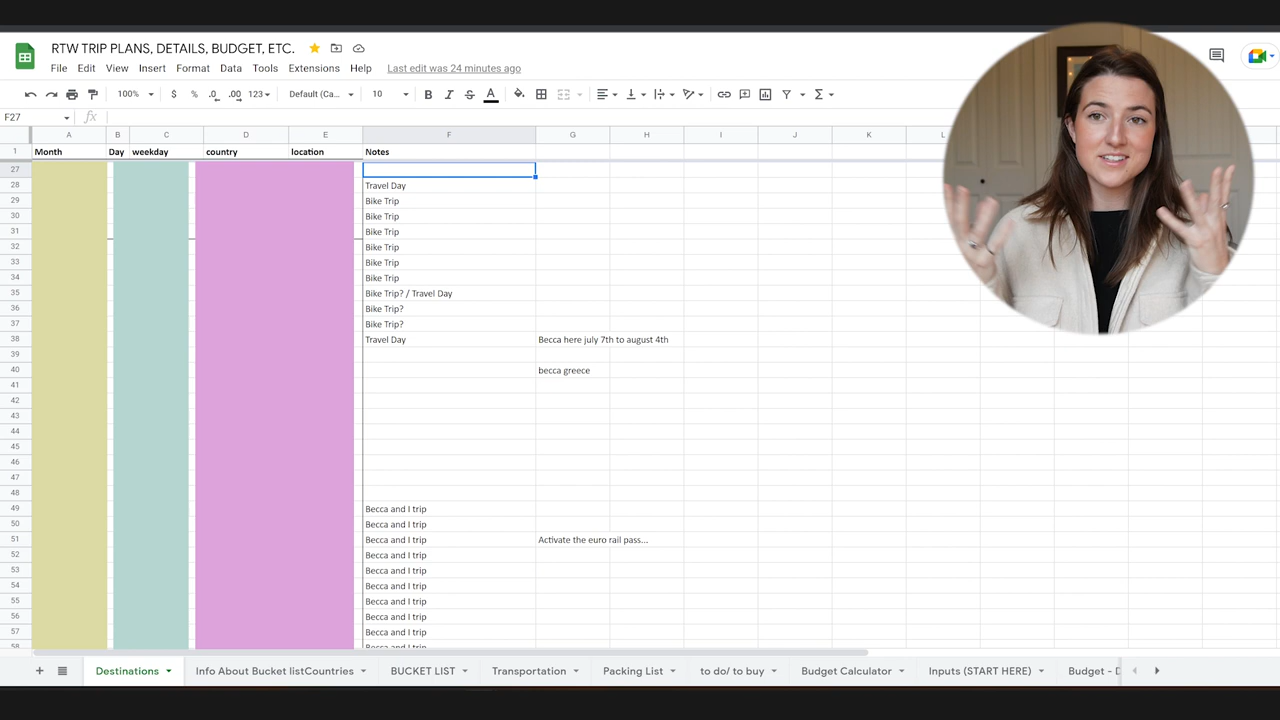 RTW TRIP PLANS, DETAILS, BUDGET, ETC.
File Edit View Insert Format Data Tools Extensions Help Last edit was 24 minutes ago
100% $ % .0 .00 123 Default (Ca... 10 B I S A
F27 fx
A B C D E F G H I J K L
1 Month Day weekday country location Notes
27
28 Travel Day
29 Bike Trip
30 Bike Trip
31 Bike Trip
32 Bike Trip
33 Bike Trip
34 Bike Trip
35 Bike Trip? / Travel Day
36 Bike Trip?
37 Bike Trip?
38 Travel Day Becca here july 7th to august 4th
39
40 becca greece
41
42
43
44
45
46
47
48
49 Becca and I trip
50 Becca and I trip
51 Becca and I trip Activate the euro rail pass...
52 Becca and I trip
53 Becca and I trip
54 Becca and I trip
55 Becca and I trip
56 Becca and I trip
57 Becca and I trip
58 Becca and I trip
+ Destinations Info About Bucket listCountries BUCKET LIST Transportation Packing List to do/ to buy Budget Calculator Inputs (START HERE) Budget -